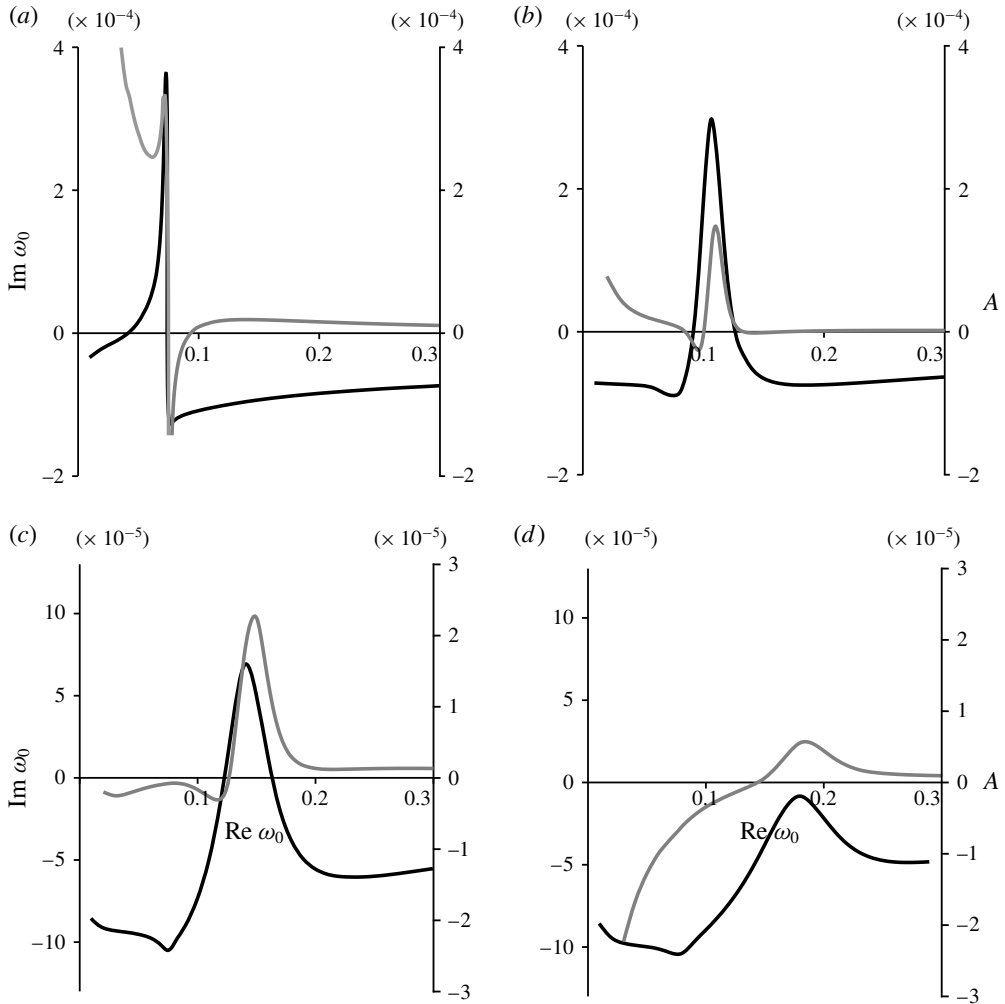 (a) (× 10⁻⁴) (× 10⁻⁴) (b) (× 10⁻⁴) (× 10⁻⁴)
4 4 4 4
2 2 2 2
Im ω₀ A
0 0 0 0
0.1 0.2 0.3 0.1 0.2 0.3
−2 −2 −2 −2
(c) (× 10⁻⁵) (× 10⁻⁵) (d) (× 10⁻⁵) (× 10⁻⁵)
3 3
10 2 10 2
5 1 5 1
Im ω₀ 0 0 0 0 A
0.1 0.2 0.3 0.1 0.2 0.3
Re ω₀ Re ω₀
−5 −1 −5 −1
−10 −2 −10 −2
−3 −3